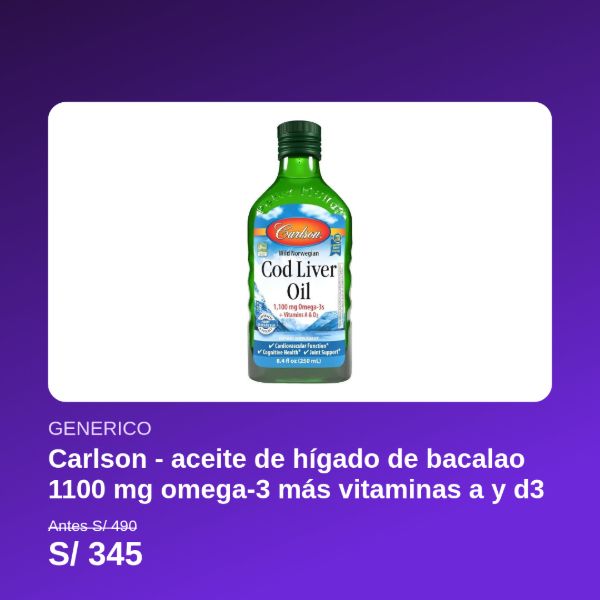 Carlson
Wild Norwegian
Cod Liver
Oil
1,100 mg Omega-3s
+ Vitamins A & D₃
✔ Cardiovascular Function*
✔ Cognitive Health* ✔ Joint Support*
8.4 fl oz (250 mL)
GENERICO
Carlson - aceite de hígado de bacalao
1100 mg omega-3 más vitaminas a y d3
Antes S/ 490
S/ 345